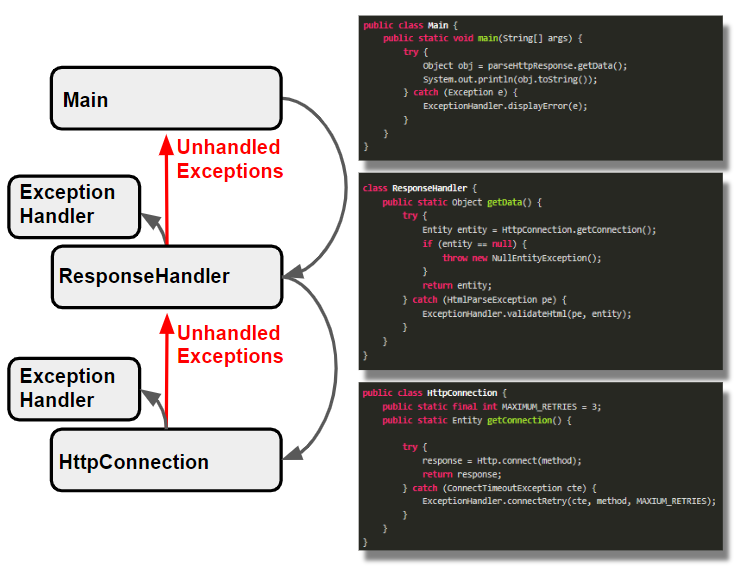 Main
Unhandled
Exceptions
Exception
Handler
ResponseHandler
Unhandled
Exceptions
Exception
Handler
HttpConnection
public class Main {
    public static void main(String[] args) {
        try {
            Object obj = parseHttpResponse.getData();
            System.out.println(obj.toString());
        } catch (Exception e) {
            ExceptionHandler.displayError(e);
        }
    }
}
class ResponseHandler {
    public static Object getData() {
        try {
            Entity entity = HttpConnection.getConnection();
            if (entity == null) {
                throw new NullEntityException();
            }
            return entity;
        } catch (HtmlParseException pe) {
            ExceptionHandler.validateHtml(pe, entity);
        }
    }
}
public class HttpConnection {
    public static final int MAXIMUM_RETRIES = 3;
    public static Entity getConnection() {
        try {
            response = Http.connect(method);
            return response;
        } catch (ConnectTimeoutException cte) {
            ExceptionHandler.connectRetry(cte, method, MAXIUM_RETRIES);
        }
    }
}